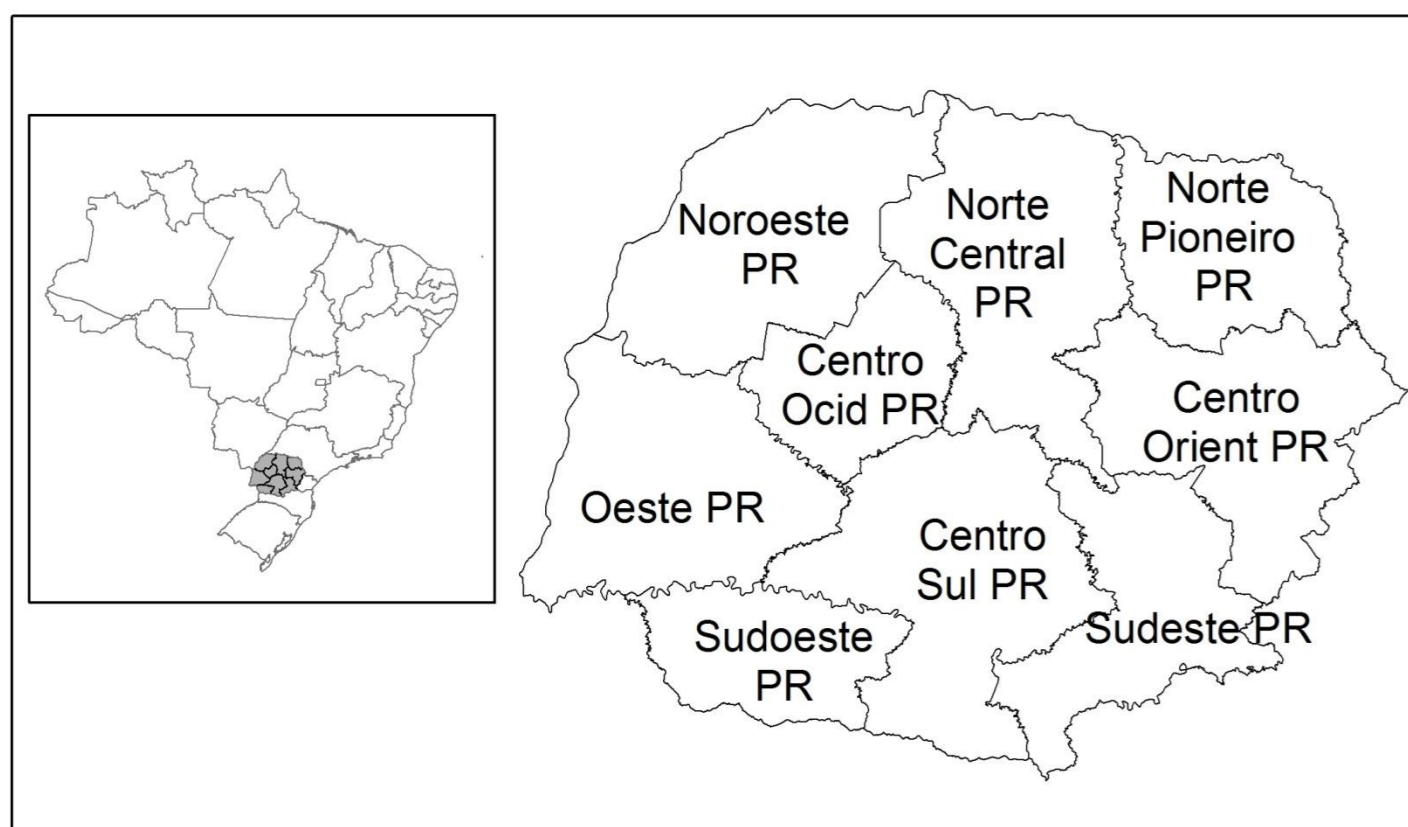 Noroeste
PR
Norte
Central
PR
Norte
Pioneiro
PR
Centro
Ocid PR
Centro
Orient PR
Oeste PR
Centro
Sul PR
Sudeste PR
Sudoeste
PR